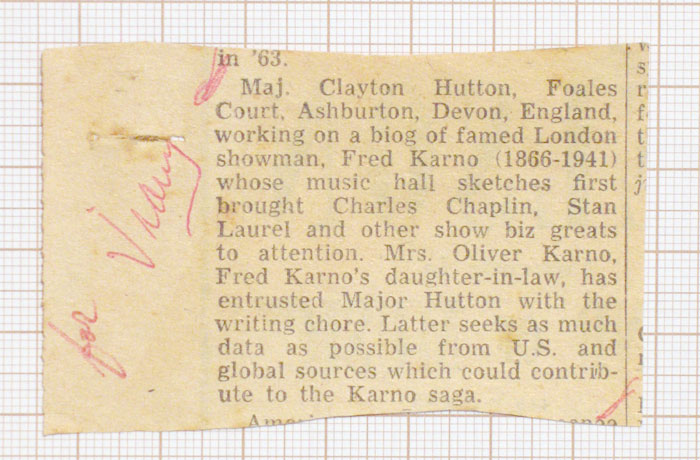 in '63.
Maj. Clayton Hutton, Foales
Court, Ashburton, Devon, England,
working on a biog of famed London
showman, Fred Karno (1866-1941)
whose music hall sketches first
brought Charles Chaplin, Stan
Laurel and other show biz greats
to attention. Mrs. Oliver Karno,
Fred Karno's daughter-in-law, has
entrusted Major Hutton with the
writing chore. Latter seeks as much
data as possible from U.S. and
global sources which could contrib-
ute to the Karno saga.
for